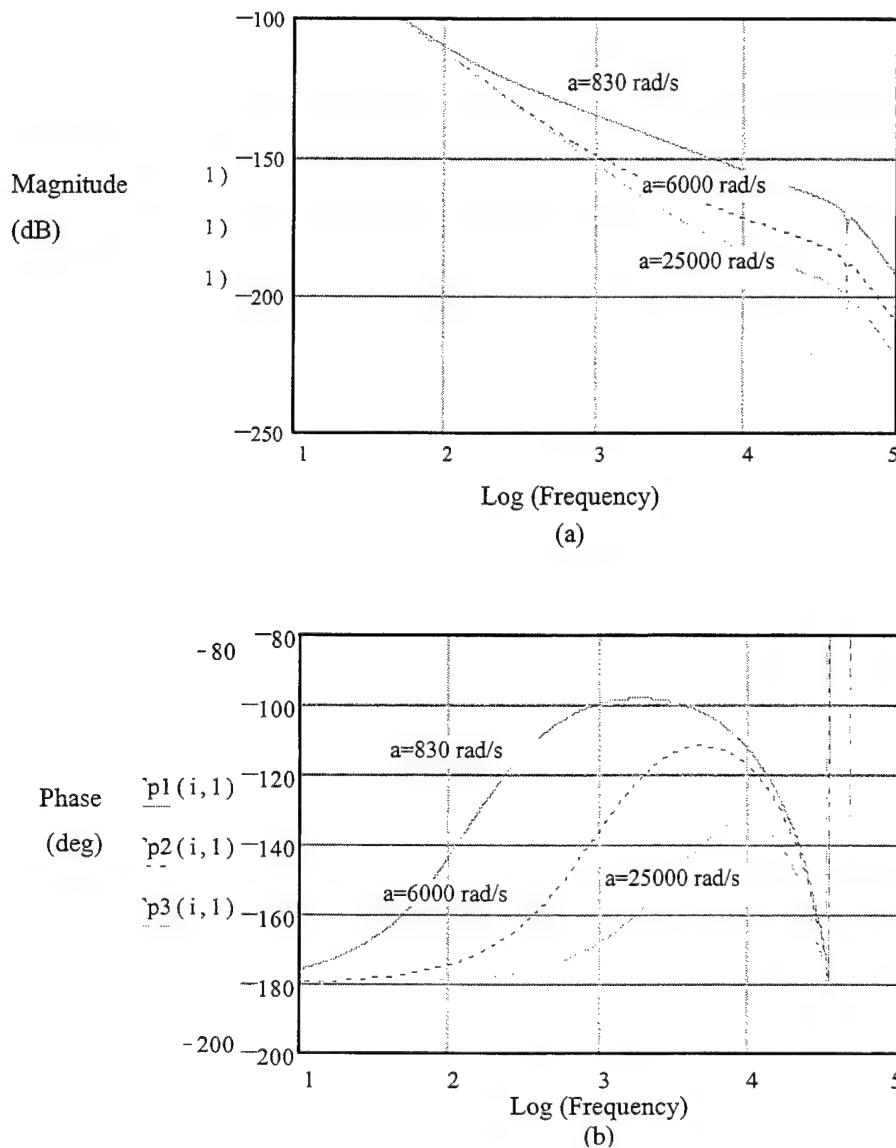 −100
a=830 rad/s
−150
1)
Magnitude
a=6000 rad/s
(dB)
1)
a=25000 rad/s
1)
−200
−250
1 2 3 4 5
Log (Frequency)
(a)
-80 −80
−100
a=830 rad/s
−120
Phase `p1(i,1)
(deg) `p2(i,1) −140
a=6000 rad/s a=25000 rad/s
`p3(i,1) −160
−180
-200 −200
1 2 3 4 5
Log (Frequency)
(b)